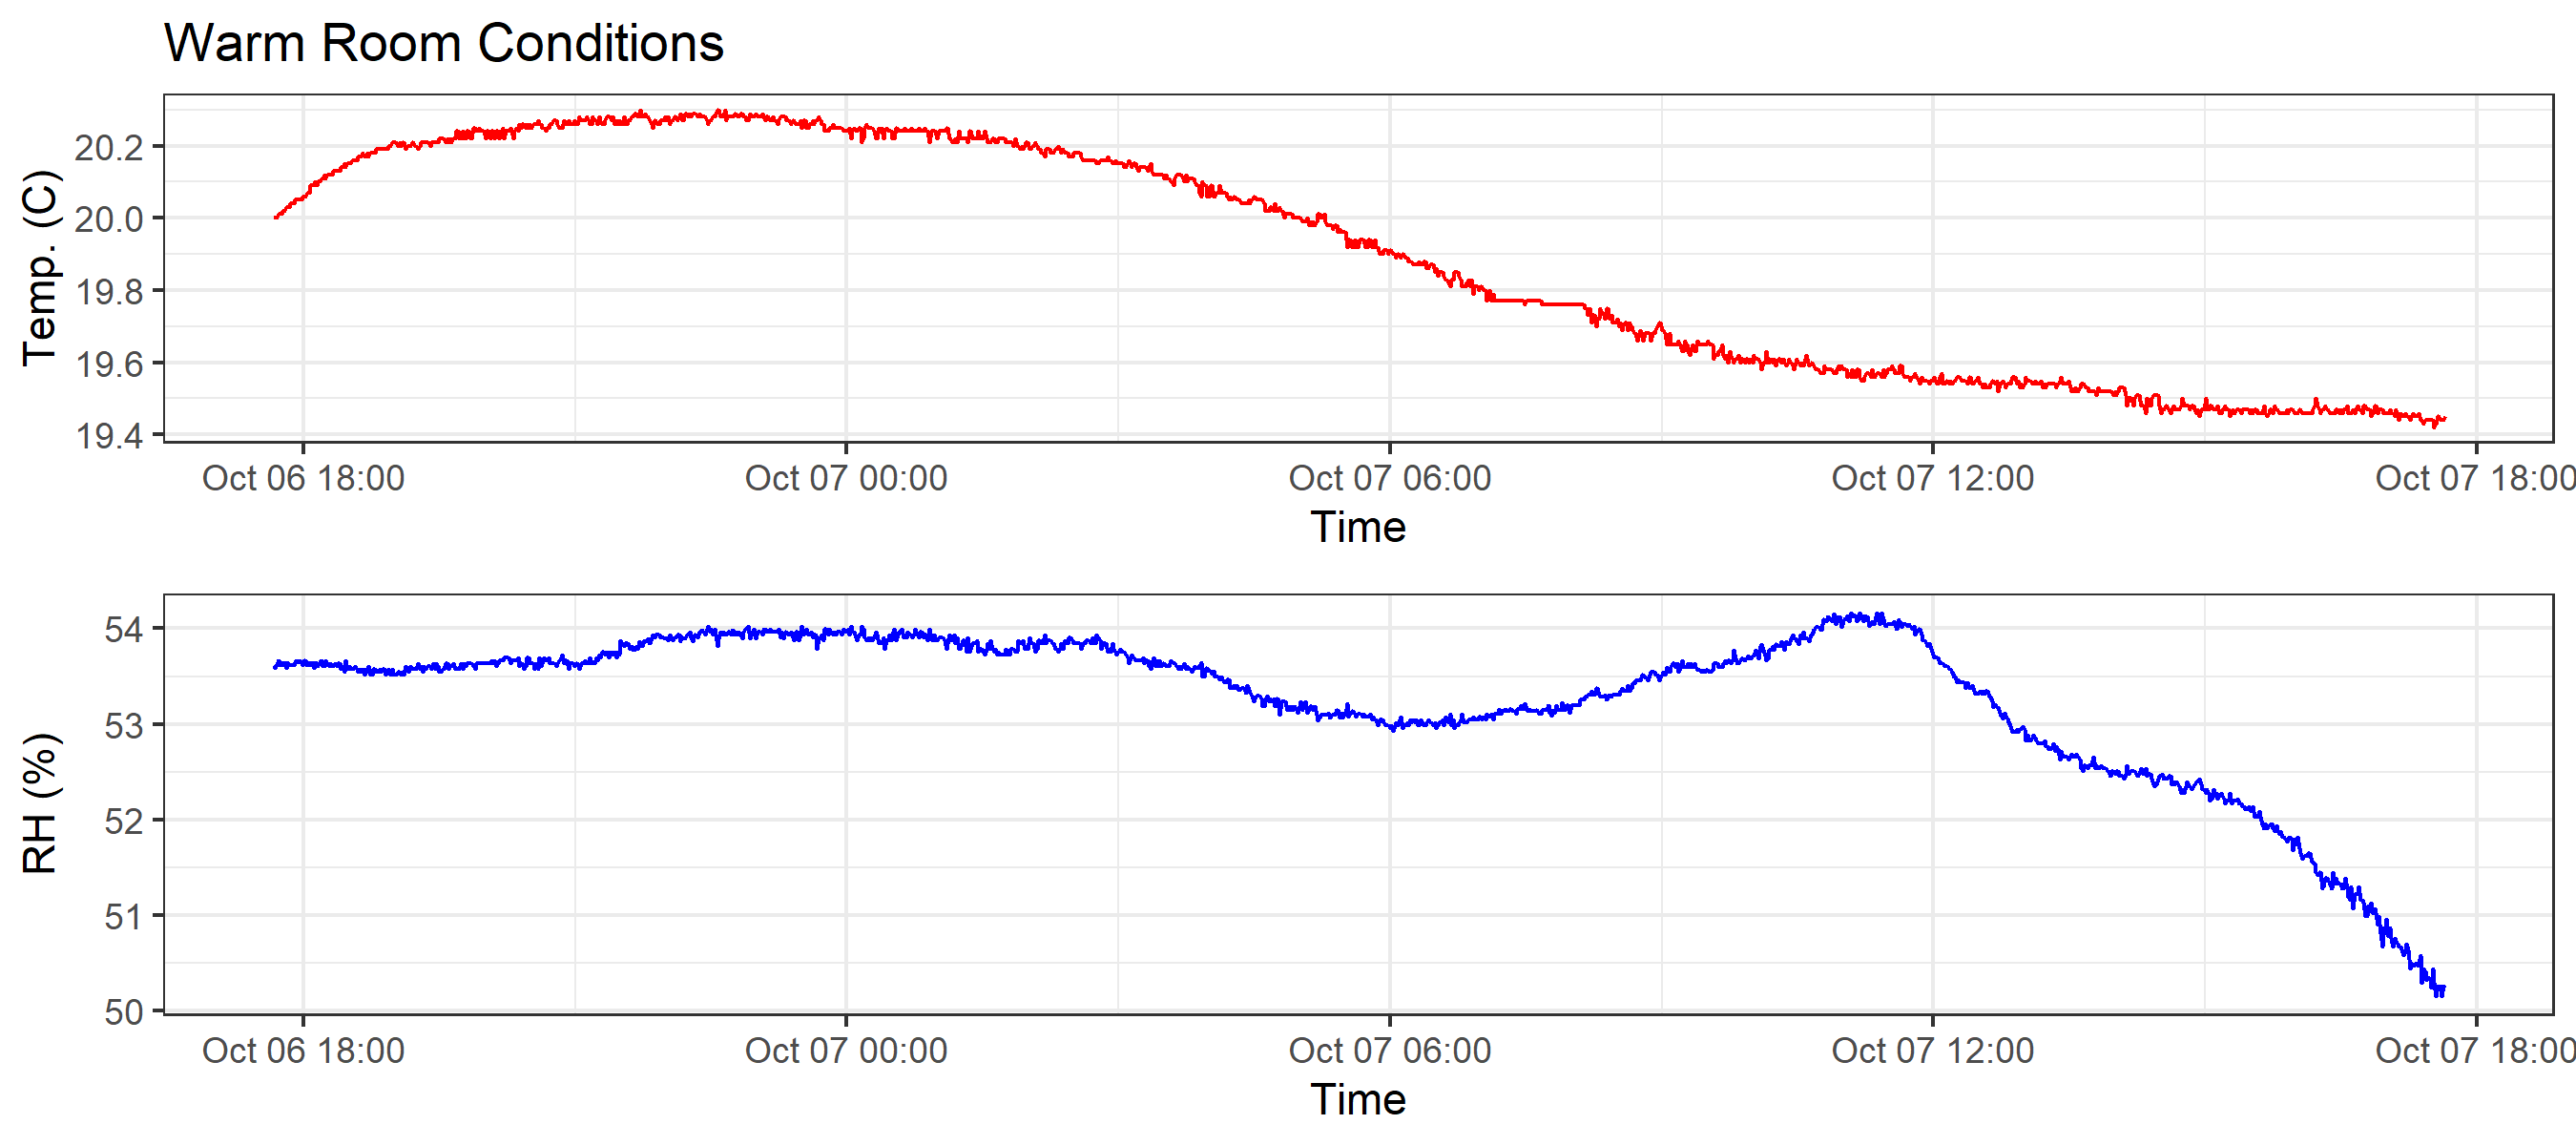 Warm Room Conditions
Temp. (C)
20.2
20.0
19.8
19.6
19.4
Oct 06 18:00 Oct 07 00:00 Oct 07 06:00 Oct 07 12:00 Oct 07 18:00
Time
RH (%)
54
53
52
51
50
Oct 06 18:00 Oct 07 00:00 Oct 07 06:00 Oct 07 12:00 Oct 07 18:00
Time